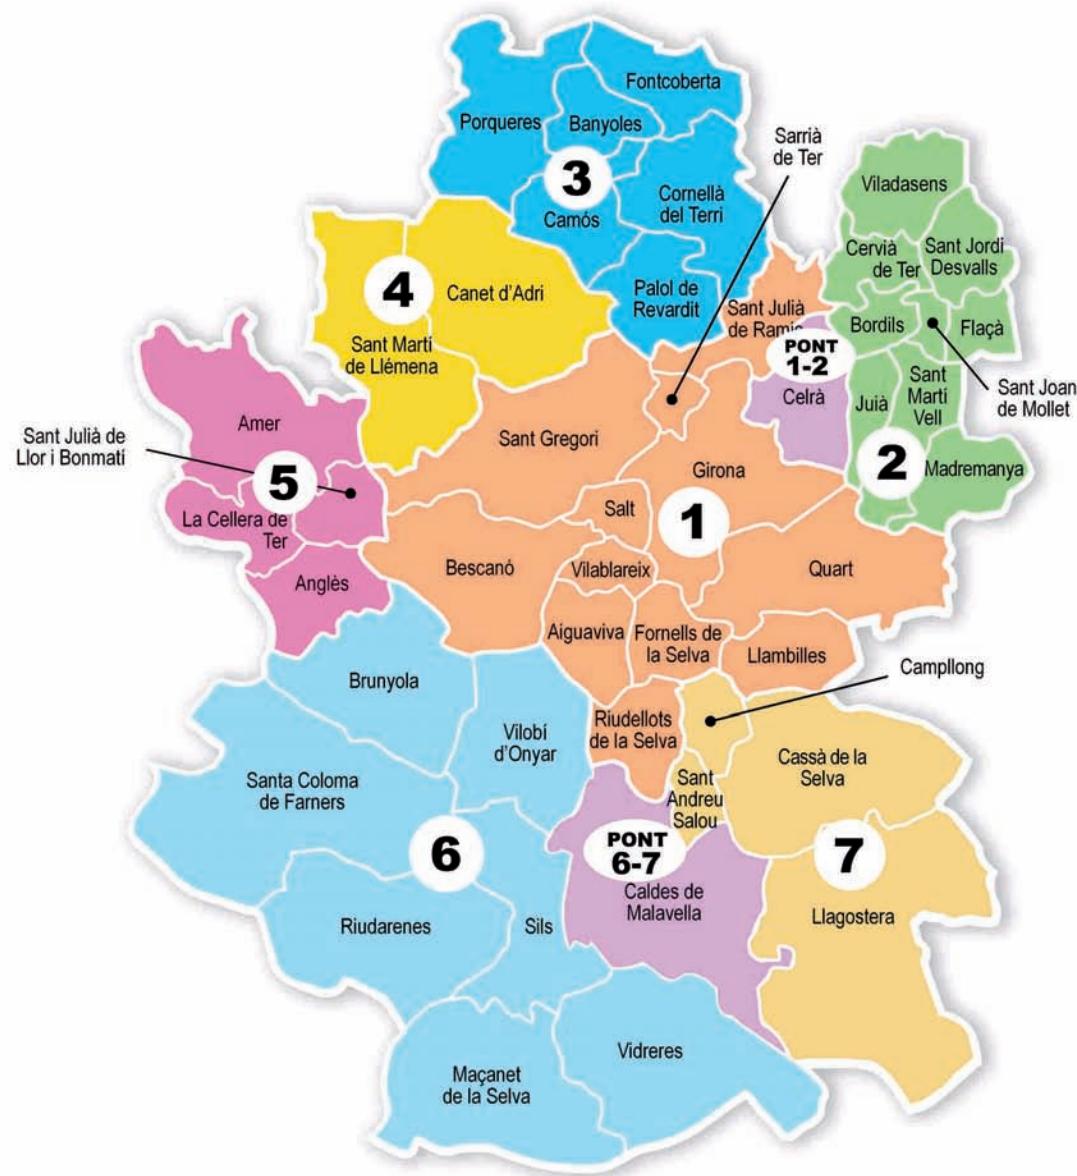 Fontcoberta
Porqueres
Banyoles
Sarrià
de Ter
3
Viladasens
Camós
Cornellà
del Terri
Cervià
de Ter
Sant Jordi
Desvalls
4
Canet d'Adri
Palol de
Revardit
Sant Julià
de Ramis
Bordils
Flaçà
Sant Martí
de Llémena
PONT
1-2
Celrà
Juià
Sant
Martí
Vell
Sant Joan
de Mollet
Amer
Sant Julià de
Llor i Bonmatí
Sant Gregori
Girona
2
Madremanya
5
La Cellera de
Ter
Salt
1
Anglès
Bescanó
Vilablareix
Quart
Aiguaviva
Fornells de
la Selva
Llambilles
Campllong
Brunyola
Vilobí
d'Onyar
Riudellots
de la Selva
Cassà de la
Selva
Santa Coloma
de Farners
Sant
Andreu
Salou
6
PONT
6-7
7
Caldes de
Malavella
Riudarenes
Sils
Llagostera
Vidreres
Maçanet
de la Selva